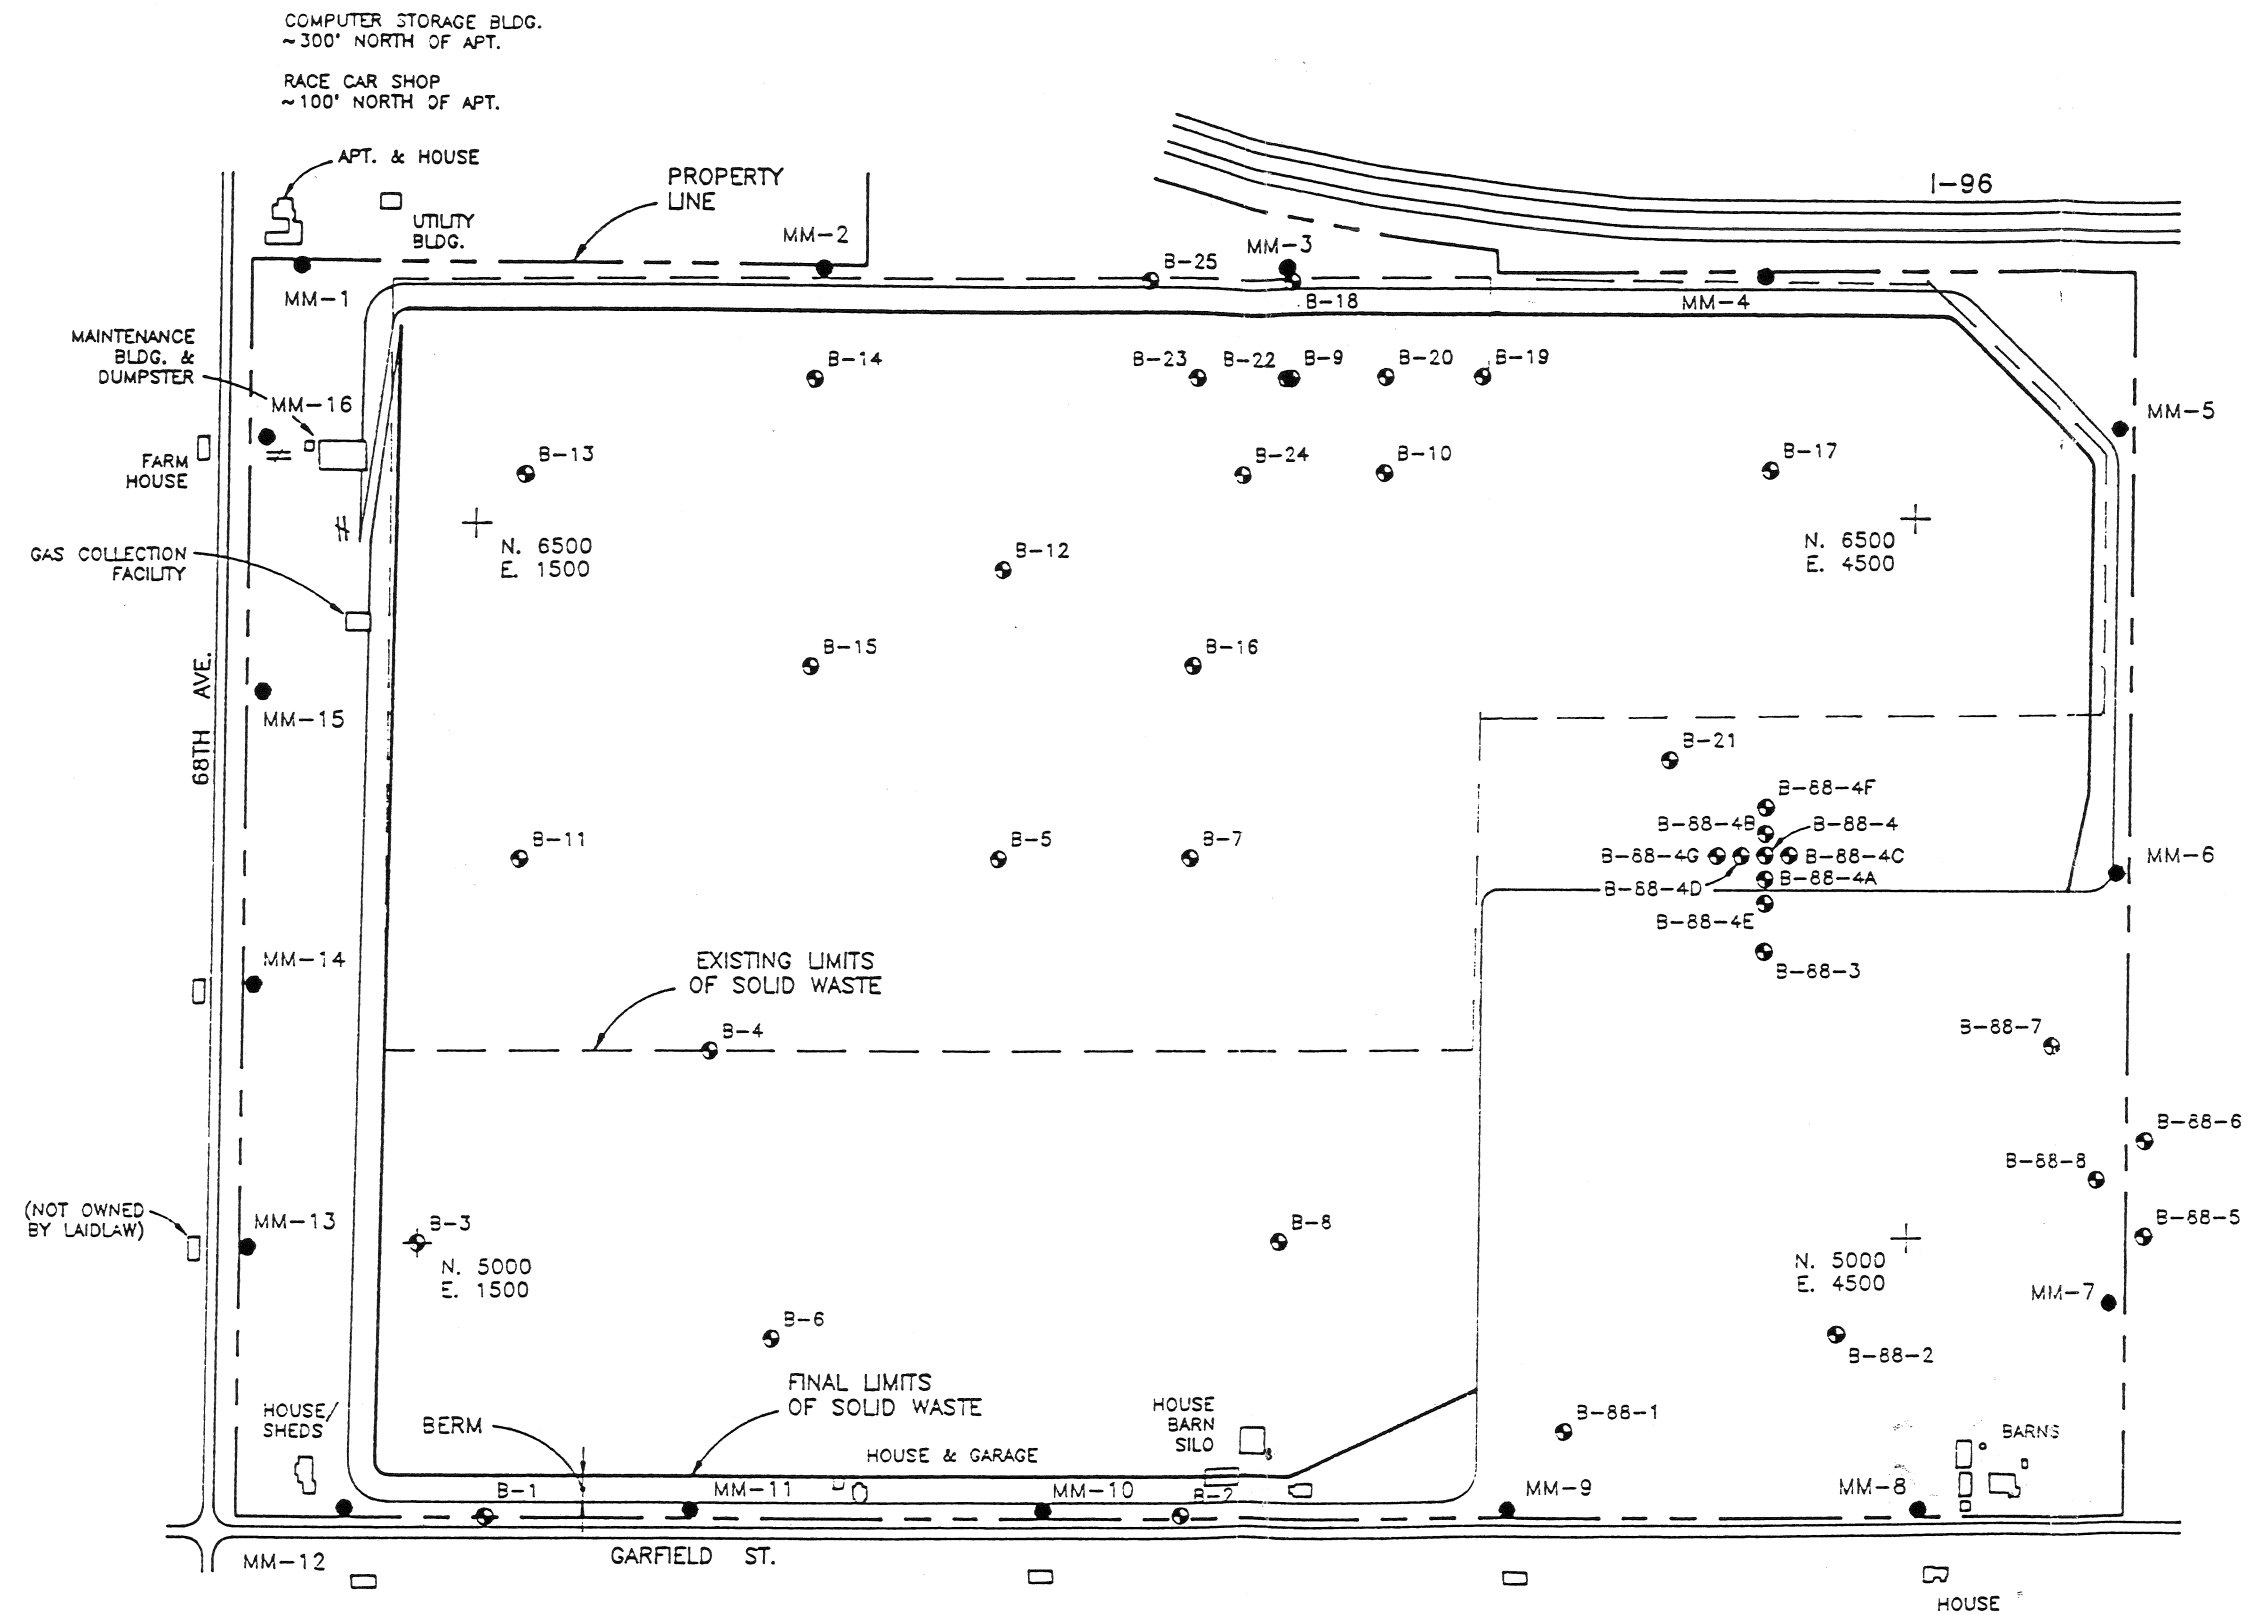 COMPUTER STORAGE BLDG.
~300' NORTH OF APT.
RACE CAR SHOP
~100' NORTH OF APT.
APT. & HOUSE
PROPERTY
LINE
I-96
UTILITY
BLDG.
MM-2
MM-3
B-25
MM-1
B-18
MM-4
MAINTENANCE
BLDG. &
DUMPSTER
B-14
B-23
B-22
B-9
B-20
B-19
MM-16
MM-5
FARM
HOUSE
B-13
B-24
B-10
B-17
N. 6500
E. 1500
N. 6500
E. 4500
GAS COLLECTION
FACILITY
B-12
B-15
B-16
68TH AVE.
MM-15
B-21
B-88-4F
B-88-4B
B-88-4
B-11
B-5
B-7
B-88-4G
B-88-4C
MM-6
B-88-4D
B-88-4A
B-88-4E
MM-14
EXISTING LIMITS
OF SOLID WASTE
B-88-3
B-4
B-88-7
B-88-6
B-88-8
(NOT OWNED
BY LAIDLAW)
MM-13
B-3
B-8
B-88-5
N. 5000
E. 1500
N. 5000
E. 4500
MM-7
B-6
B-88-2
FINAL LIMITS
OF SOLID WASTE
HOUSE/
SHEDS
BERM
HOUSE
BARN
SILO
B-88-1
BARNS
HOUSE & GARAGE
B-1
MM-11
MM-10
B-2
MM-9
MM-8
MM-12
GARFIELD ST.
HOUSE